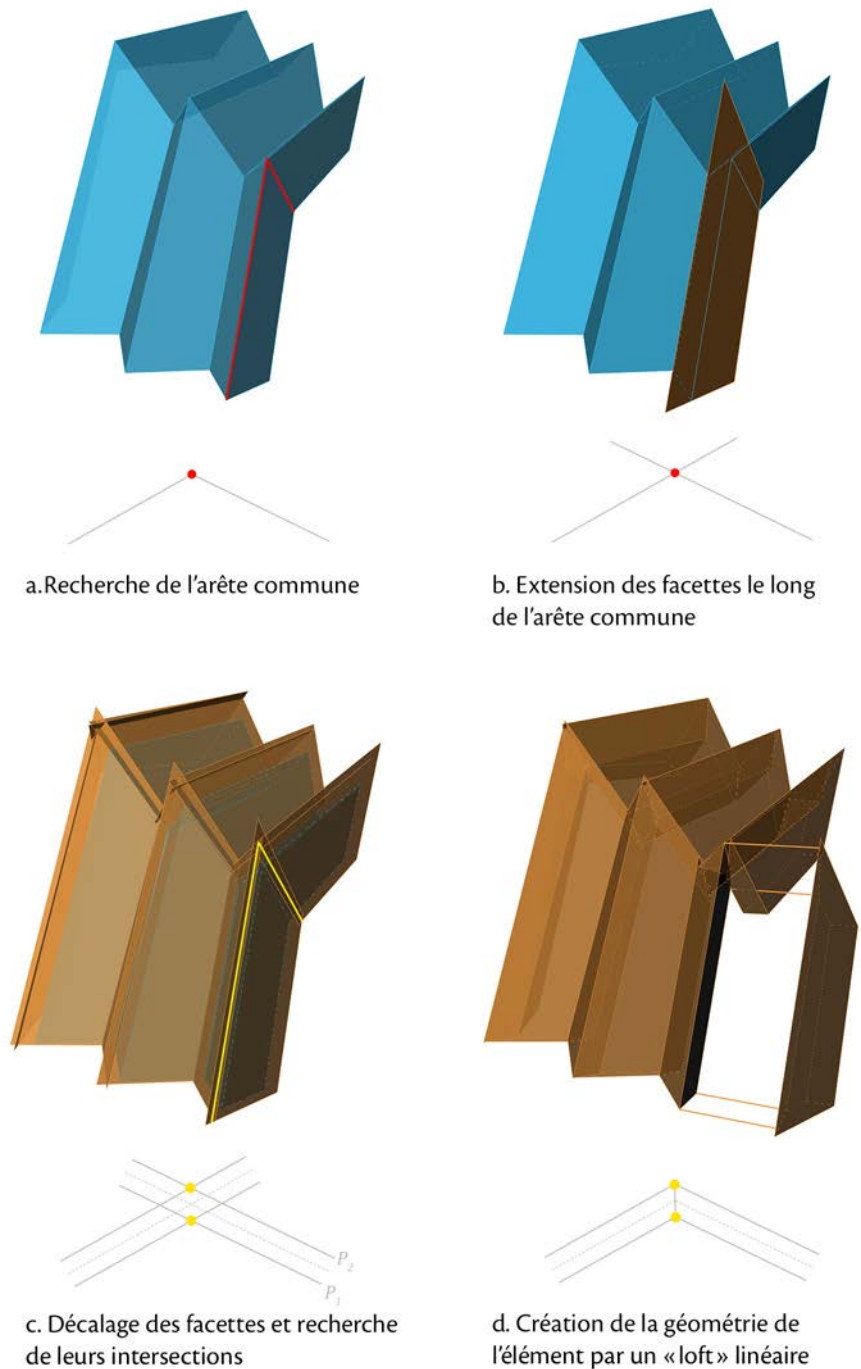 a.Recherche de l'arête commune
b. Extension des facettes le long
de l'arête commune
P₂
P₁
c. Décalage des facettes et recherche
de leurs intersections
d. Création de la géométrie de
l'élément par un «loft» linéaire